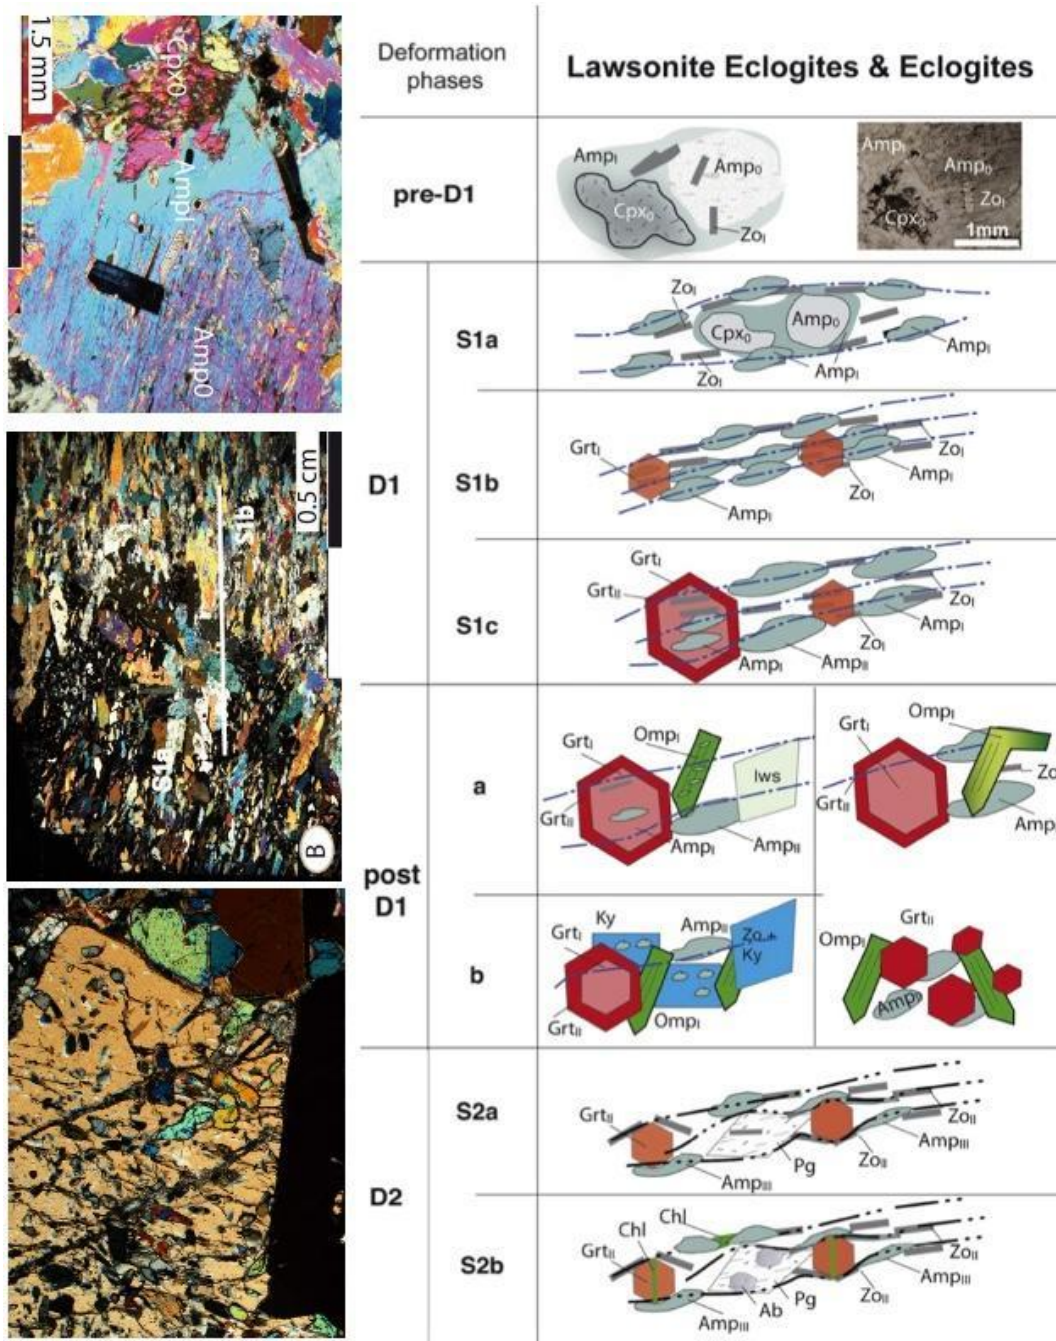 1.5 mm
Cpx0
AmpI
Amp0
0.5 cm
S1b
S1a
B
Deformation
phases
Lawsonite Eclogites & Eclogites
pre-D1
AmpI
Amp0
Cpx0
ZoI
AmpI
Amp0
ZoI
Cpx0
1mm
D1
S1a
ZoI
Cpx0
Amp0
AmpI
ZoI
AmpI
S1b
GrtI
ZoI
AmpI
ZoI
AmpI
S1c
GrtI
GrtII
ZoI
AmpI
ZoI
AmpI
AmpII
post
D1
a
OmpI
GrtI
lws
GrtII
AmpI
AmpII
OmpI
GrtI
GrtII
b
Ky
AmpII
GrtI
Ky
GrtII
OmpI
GrtII
OmpI
D2
S2a
GrtII
ZoII
AmpIII
ZoII
Pg
AmpIII
S2b
Chl
Chl
GrtII
ZoII
AmpIII
ZoII
Pg
Ab
AmpIII